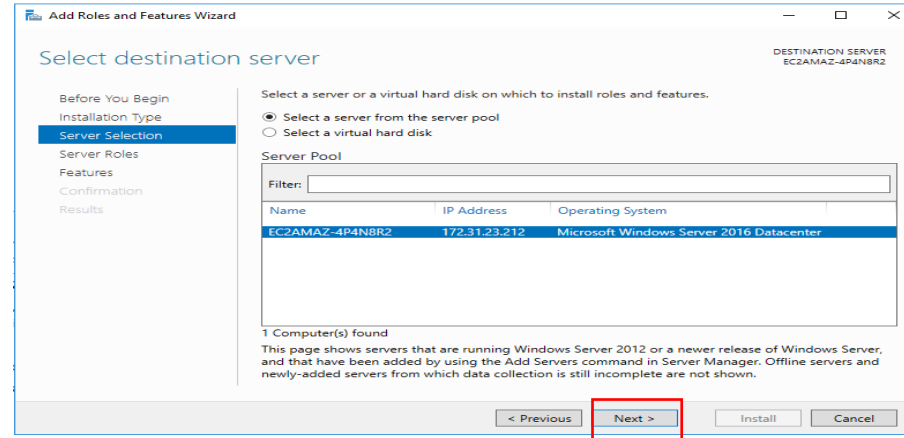 Add Roles and Features Wizard
Select destination server
DESTINATION SERVER
EC2AMAZ-4P4N8R2
Before You Begin
Installation Type
Server Selection
Server Roles
Features
Confirmation
Results
Select a server or a virtual hard disk on which to install roles and features.
Select a server from the server pool
Select a virtual hard disk
Server Pool
Filter:
Name IP Address Operating System
EC2AMAZ-4P4N8R2 172.31.23.212 Microsoft Windows Server 2016 Datacenter
1 Computer(s) found
This page shows servers that are running Windows Server 2012 or a newer release of Windows Server,
and that have been added by using the Add Servers command in Server Manager. Offline servers and
newly-added servers from which data collection is still incomplete are not shown.
< Previous Next > Install Cancel